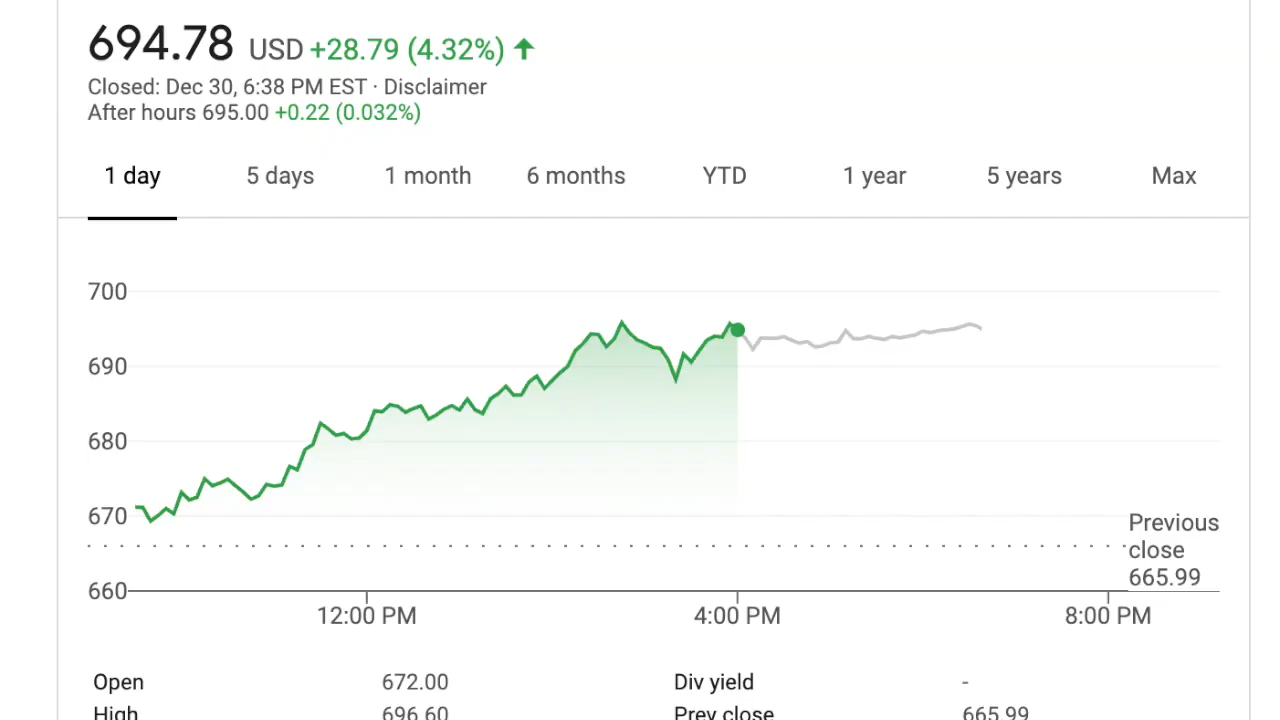 694.78 USD +28.79 (4.32%) ↑
Closed: Dec 30, 6:38 PM EST · Disclaimer
After hours 695.00 +0.22 (0.032%)
1 day 5 days 1 month 6 months YTD 1 year 5 years Max
700
690
680
670
660
Previous
close
665.99
12:00 PM 4:00 PM 8:00 PM
Open 672.00 Div yield -
High 696.60 Prev close 665.99